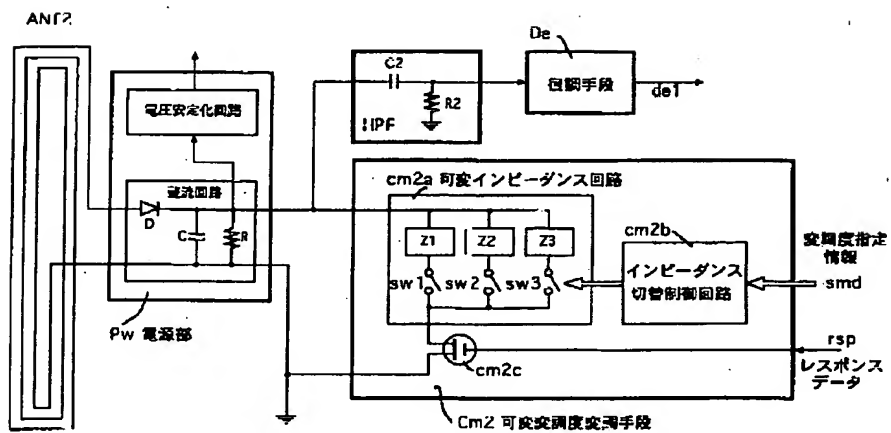 ANT2
De
C2
R2
HPF
復調手段
de1
電圧安定化回路
整流回路
D
C
R
Pw 電源部
cm2a 可変インピーダンス回路
Z1
Z2
Z3
sw1
sw2
sw3
cm2b
インピーダンス
切替制御回路
変調度指定
情報
smd
rsp
レスポンス
データ
cm2c
Cm2 可変変調度変調手段